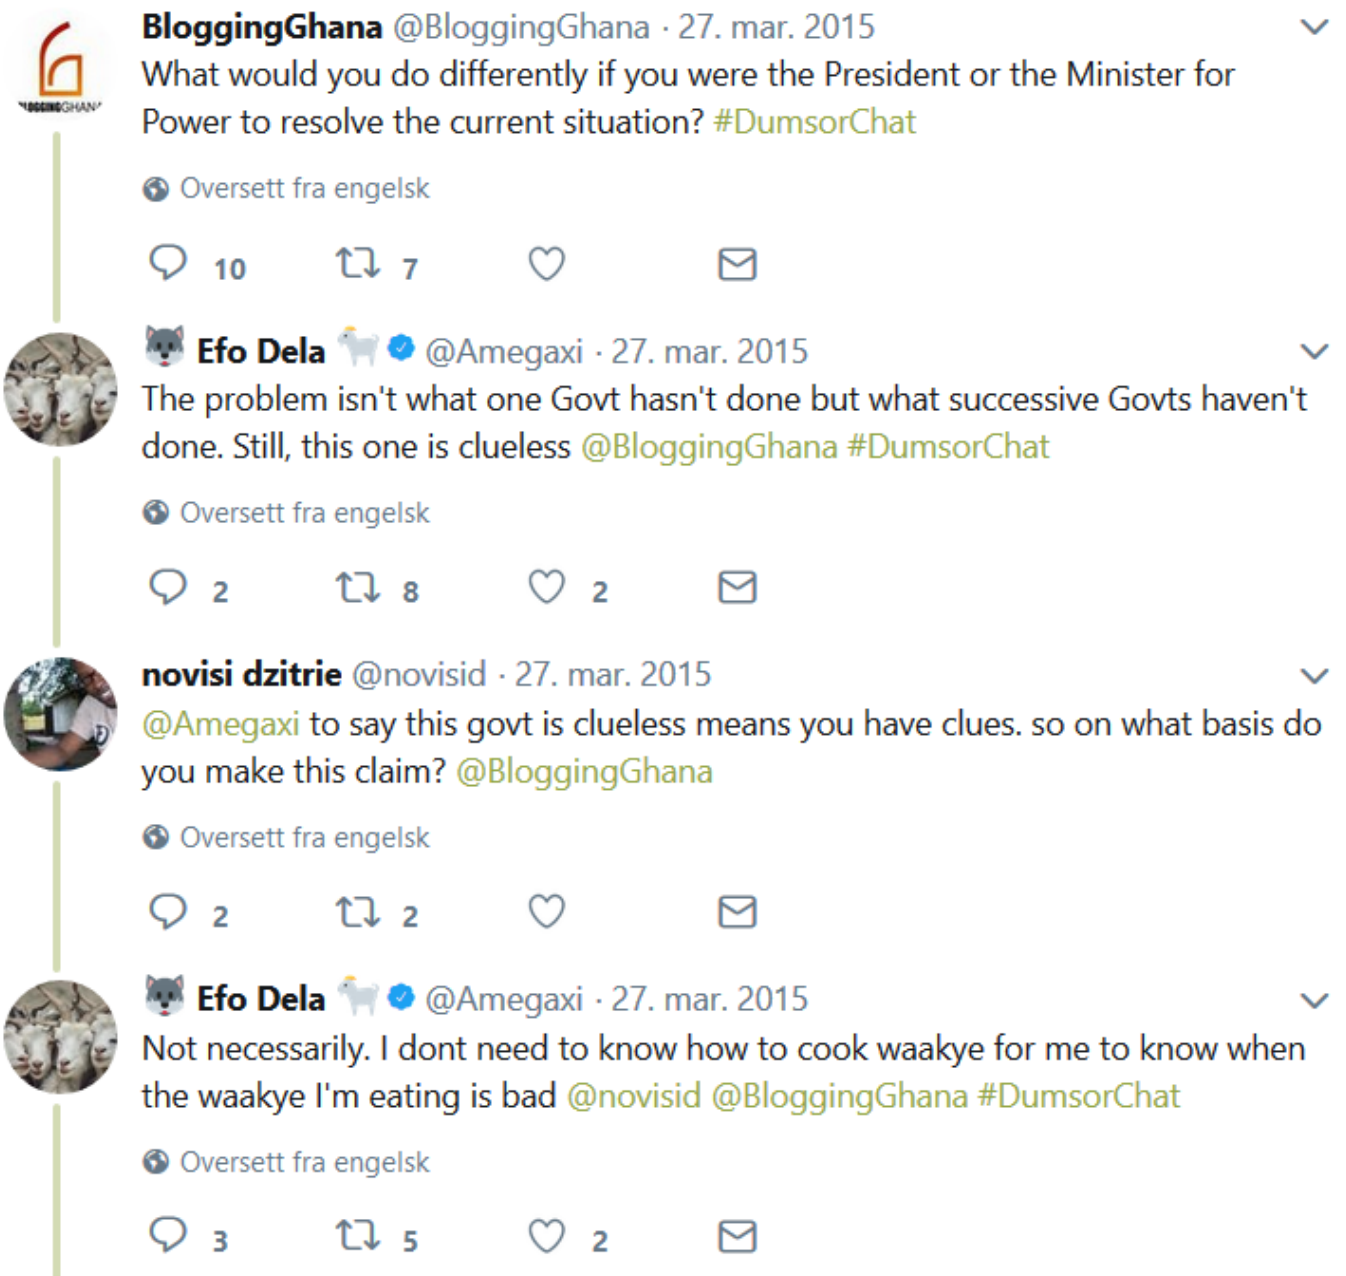 BloggingGhana @BloggingGhana · 27. mar. 2015
What would you do differently if you were the President or the Minister for
Power to resolve the current situation? #DumsorChat
Oversett fra engelsk
10 7
BLOGGINGGHANA
Efo Dela @Amegaxi · 27. mar. 2015
The problem isn't what one Govt hasn't done but what successive Govts haven't
done. Still, this one is clueless @BloggingGhana #DumsorChat
Oversett fra engelsk
2 8 2
novisi dzitrie @novisid · 27. mar. 2015
@Amegaxi to say this govt is clueless means you have clues. so on what basis do
you make this claim? @BloggingGhana
Oversett fra engelsk
2 2
Efo Dela @Amegaxi · 27. mar. 2015
Not necessarily. I dont need to know how to cook waakye for me to know when
the waakye I'm eating is bad @novisid @BloggingGhana #DumsorChat
Oversett fra engelsk
3 5 2